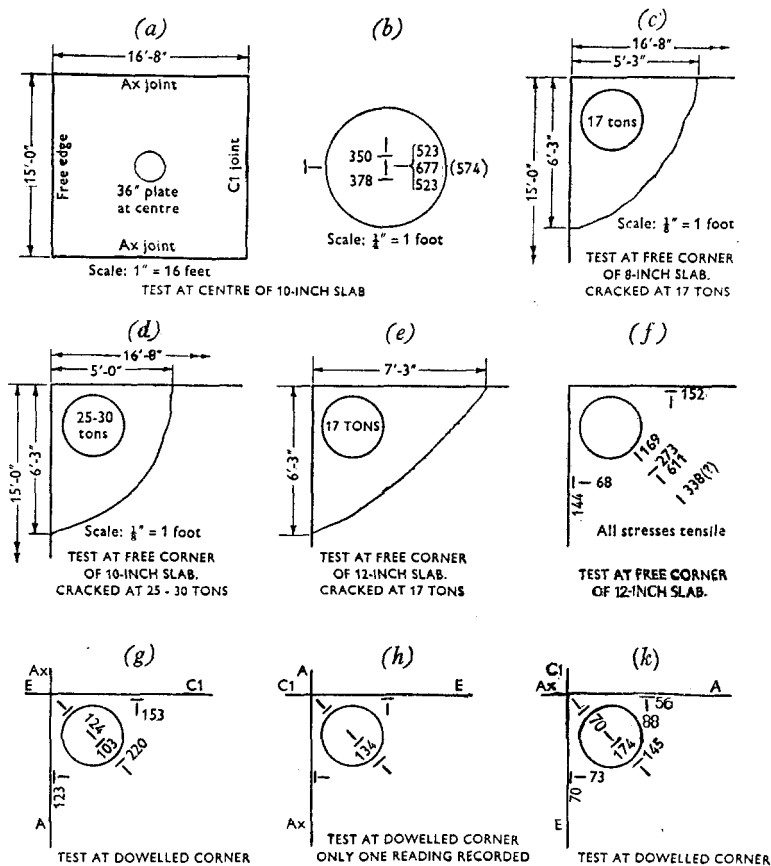 (a)
16'-8"
Ax joint
15'-0"
Free edge
36" plate
at centre
C1 joint
Ax joint
Scale: 1" = 16 feet
(b)
350
378
523
677
523
(574)
Scale: ¼" = 1 foot
TEST AT CENTRE OF 10-INCH SLAB
(c)
16'-8"
5'-3"
17 tons
6'-3"
15'-0"
Scale: ⅛" = 1 foot
TEST AT FREE CORNER
OF 8-INCH SLAB.
CRACKED AT 17 TONS
(d)
16'-8"
5'-0"
25-30
tons
6'-3"
15'-0"
Scale: ⅛" = 1 foot
TEST AT FREE CORNER
OF 10-INCH SLAB.
CRACKED AT 25 - 30 TONS
(e)
7'-3"
17 TONS
6'-3"
TEST AT FREE CORNER
OF 12-INCH SLAB.
CRACKED AT 17 TONS
(f)
152
169
273
611
338(?)
68
144
All stresses tensile
TEST AT FREE CORNER
OF 12-INCH SLAB.
(g)
Ax
E
C1
153
124
103
220
123
A
TEST AT DOWELLED CORNER
(h)
A
C1
E
134
Ax
TEST AT DOWELLED CORNER
ONLY ONE READING RECORDED
(k)
C1
Ax
A
56
88
70
174
145
73
70
E
TEST AT DOWELLED CORNER